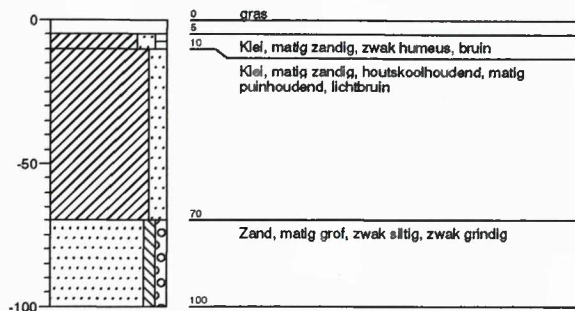 0
0
gras
5
10
Klei, matig zandig, zwak humeus, bruin
Klei, matig zandig, houtskoolhoudend, matig
puinhoudend, lichtbruin
-50
70
Zand, matig grof, zwak siltig, zwak grindig
-100
100